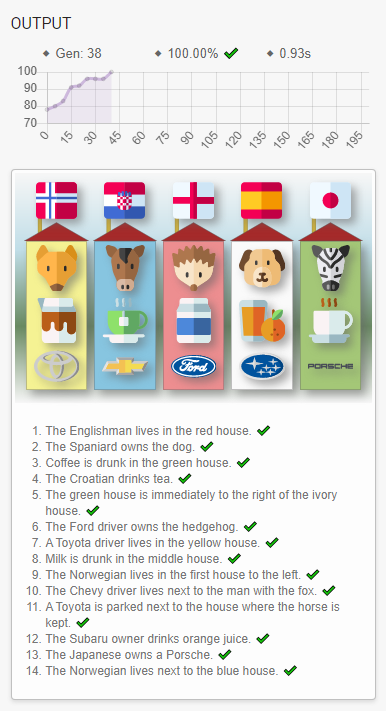 OUTPUT
Gen: 38 100.00% 0.93s
100
90
80
70
0 15 30 45 60 75 90 105 120 135 150 165 180 195
Ford PORSCHE
1. The Englishman lives in the red house.
2. The Spaniard owns the dog.
3. Coffee is drunk in the green house.
4. The Croatian drinks tea.
5. The green house is immediately to the right of the ivory
house.
6. The Ford driver owns the hedgehog.
7. A Toyota driver lives in the yellow house.
8. Milk is drunk in the middle house.
9. The Norwegian lives in the first house to the left.
10. The Chevy driver lives next to the man with the fox.
11. A Toyota is parked next to the house where the horse is
kept.
12. The Subaru owner drinks orange juice.
13. The Japanese owns a Porsche.
14. The Norwegian lives next to the blue house.